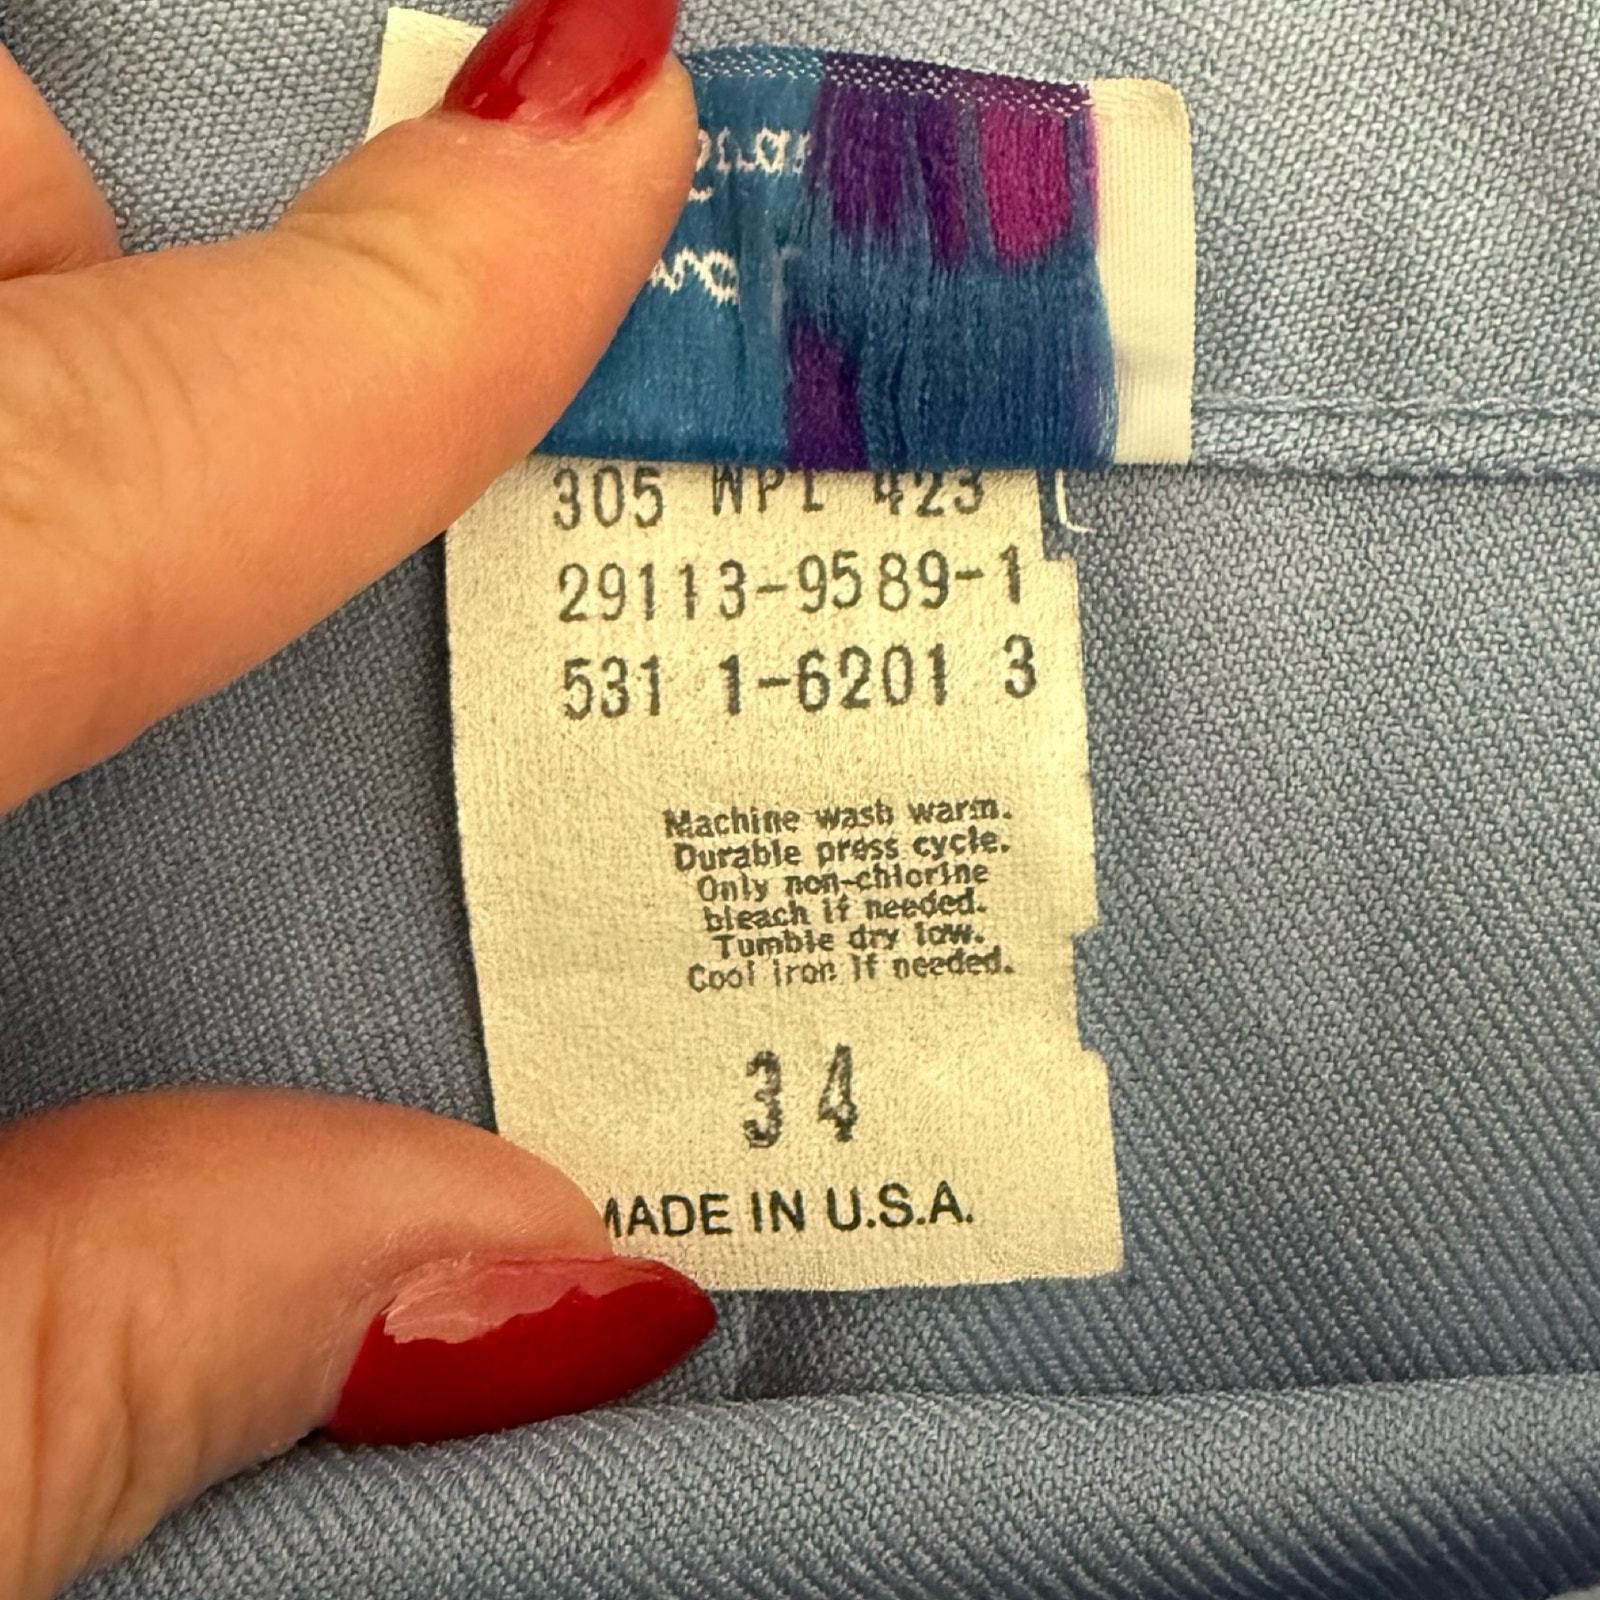 305 WPL 423
29113-9589-1
531 1-6201 3
Machine wash warm.
Durable press cycle.
Only non-chlorine
bleach if needed.
Tumble dry low.
Cool iron if needed.
34
MADE IN U.S.A.